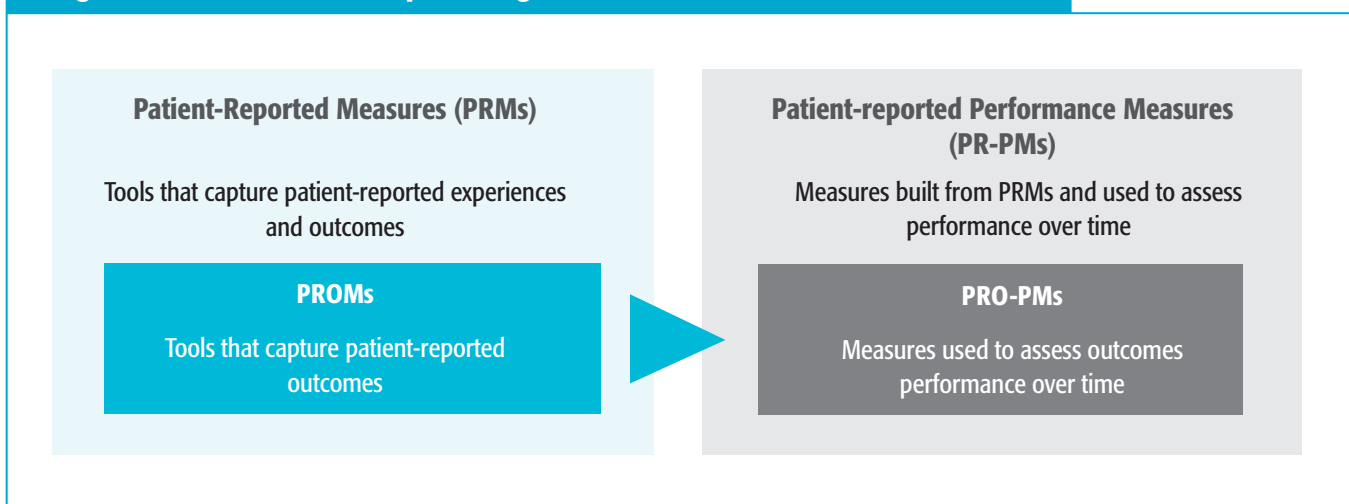 Patient-Reported Measures (PRMs)
Tools that capture patient-reported experiences
and outcomes
PROMs
Tools that capture patient-reported
outcomes
Patient-reported Performance Measures
(PR-PMs)
Measures built from PRMs and used to assess
performance over time
PRO-PMs
Measures used to assess outcomes
performance over time